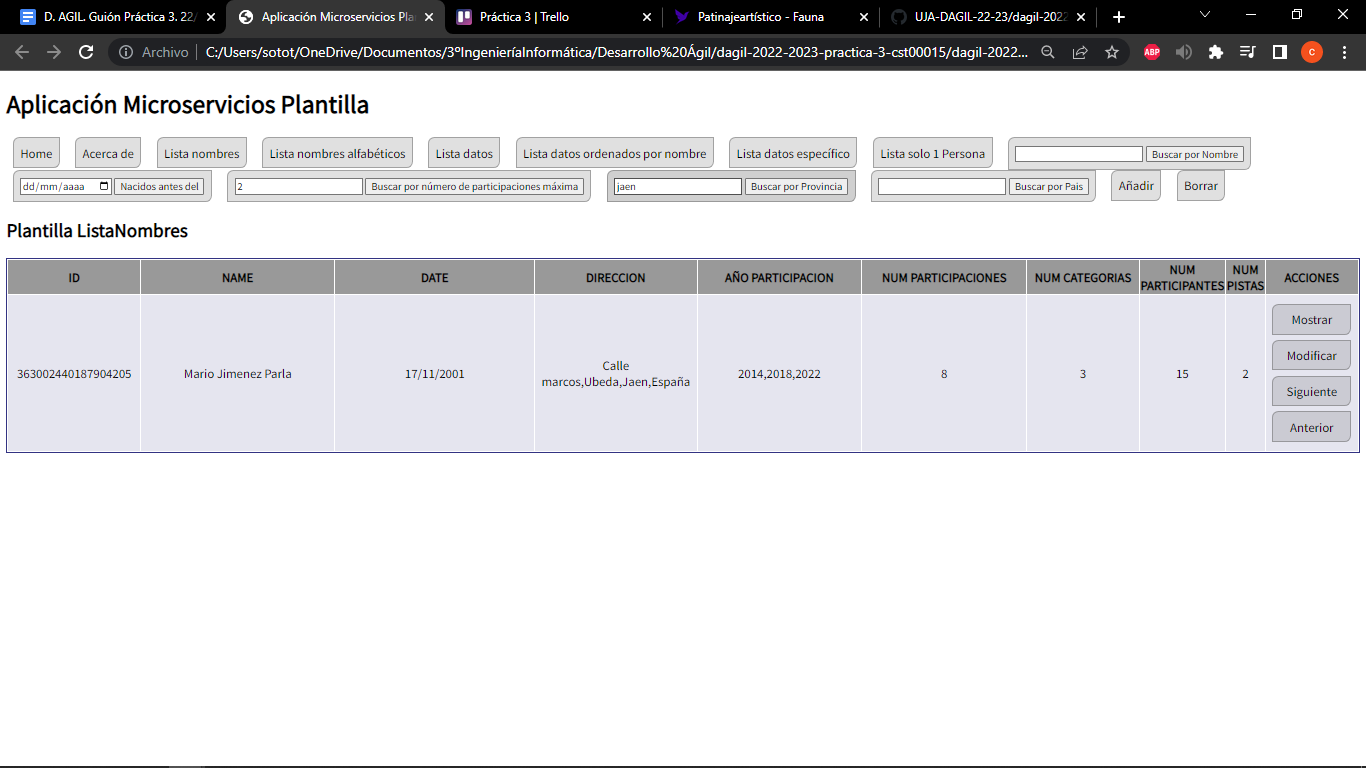 D. AGIL. Guión Práctica 3. 22/
Aplicación Microservicios Pla
Práctica 3 | Trello
Patinajeartístico - Fauna
UJA-DAGIL-22-23/dagil-2022
Archivo C:/Users/sotot/OneDrive/Documentos/3ºIngenieríaInformática/Desarrollo%20Ágil/dagil-2022-2023-practica-3-cst00015/dagil-2022... ABP C
Aplicación Microservicios Plantilla
Home Acerca de Lista nombres Lista nombres alfabéticos Lista datos Lista datos ordenados por nombre Lista datos específico Lista solo 1 Persona Buscar por Nombre
dd/mm/aaaa Nacidos antes del 2 Buscar por número de participaciones máxima jaen Buscar por Provincia Buscar por Pais Añadir Borrar
Plantilla ListaNombres
ID NAME DATE DIRECCION AÑO PARTICIPACION NUM PARTICIPACIONES NUM CATEGORIAS NUM PARTICIPANTES NUM PISTAS ACCIONES
363002440187904205 Mario Jimenez Parla 17/11/2001 Calle marcos,Ubeda,Jaen,España 2014,2018,2022 8 3 15 2
Mostrar
Modificar
Siguiente
Anterior